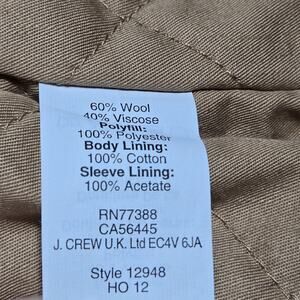 60% Wool
40% Viscose
Polyfill:
100% Polyester
Body Lining:
100% Cotton
Sleeve Lining:
100% Acetate
RN77388
CA56445
J. CREW U.K. Ltd EC4V 6JA
Style 12948
HO 12